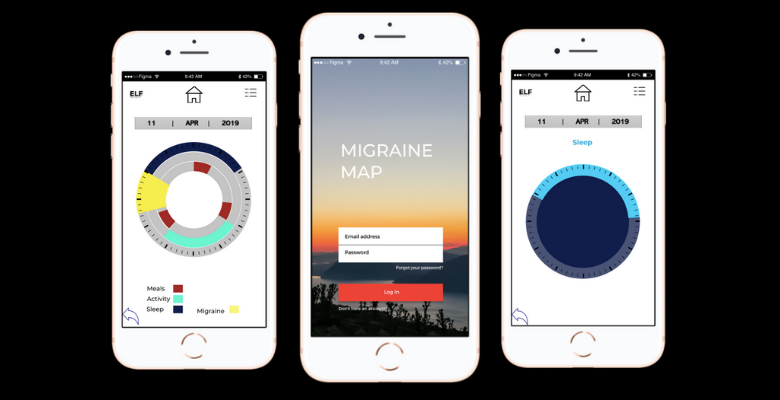 Figma
9:42 AM
42%
ELF
11 | APR | 2019
Meals
Activity
Sleep
Migraine
Figma
9:42 AM
42%
MIGRAINE
MAP
Email address
Password
Forgot your password?
Log in
Don't have an account?
Figma
9:42 AM
42%
ELF
11 | APR | 2019
Sleep